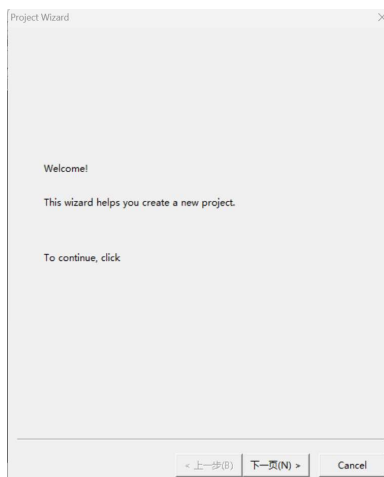 Project Wizard
Welcome!
This wizard helps you create a new project.
To continue, click
< 上一步(B) 下一页(N) > Cancel